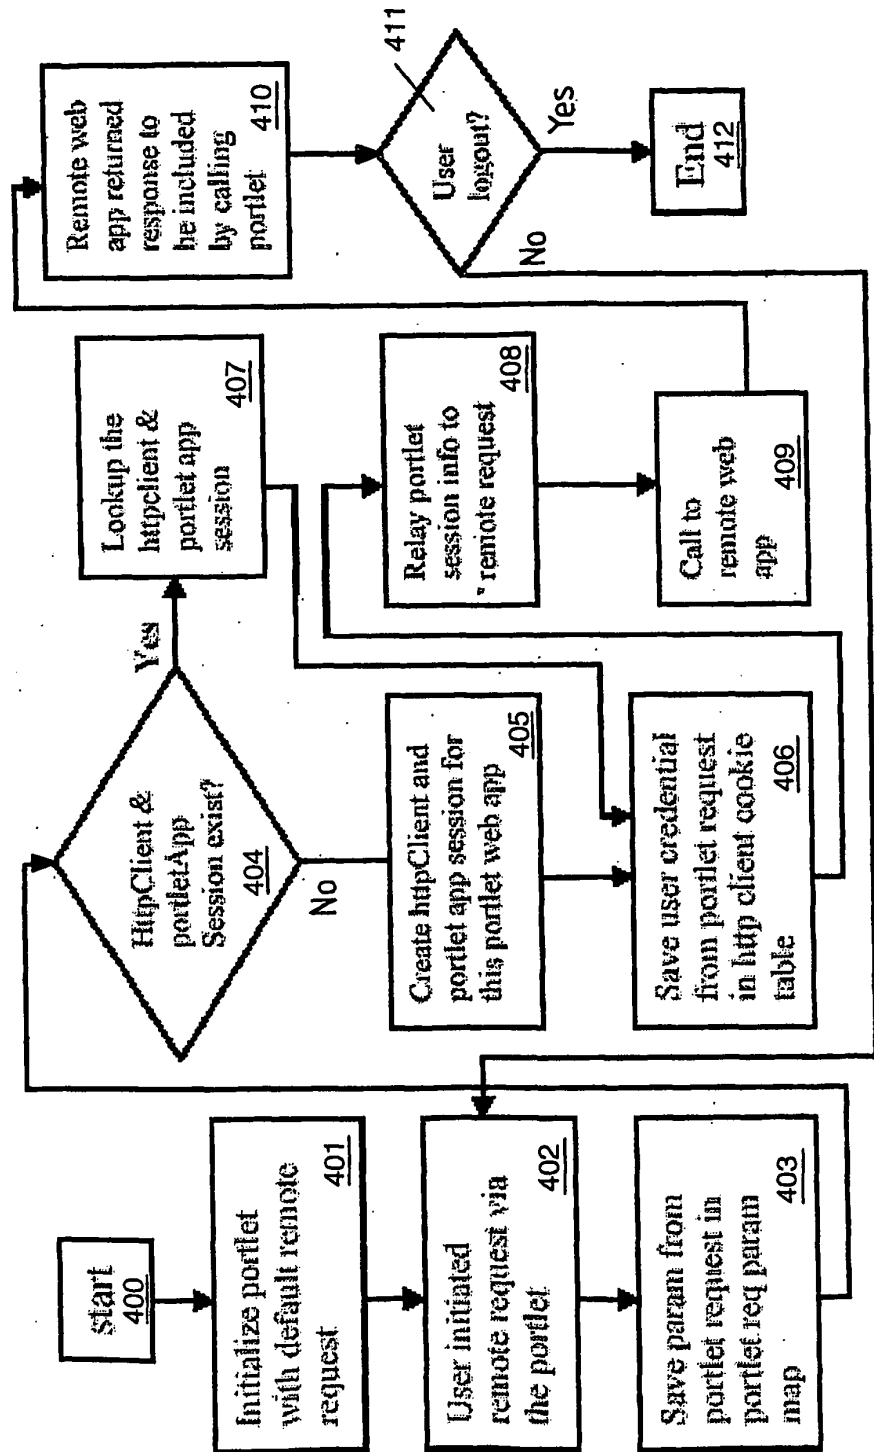 start
400
Initialize portlet
with default remote
request
401
User initiated
remote request via
the portlet
402
Save param from
portlet request in
portlet req param
map
403
HttpClient &
portletApp
Session exist?
404
Yes
No
Create httpClient and
portlet app session for
this portlet web app
405
Save user credential
from portlet request
in http client cookie
table
406
Lookup the
httpclient &
portlet app
session
407
Relay portlet
session info to
remote request
408
Call to
remote web
app
409
Remote web
app returned
response to
be included
by calling
portlet
410
411
User
logout?
No
Yes
End
412